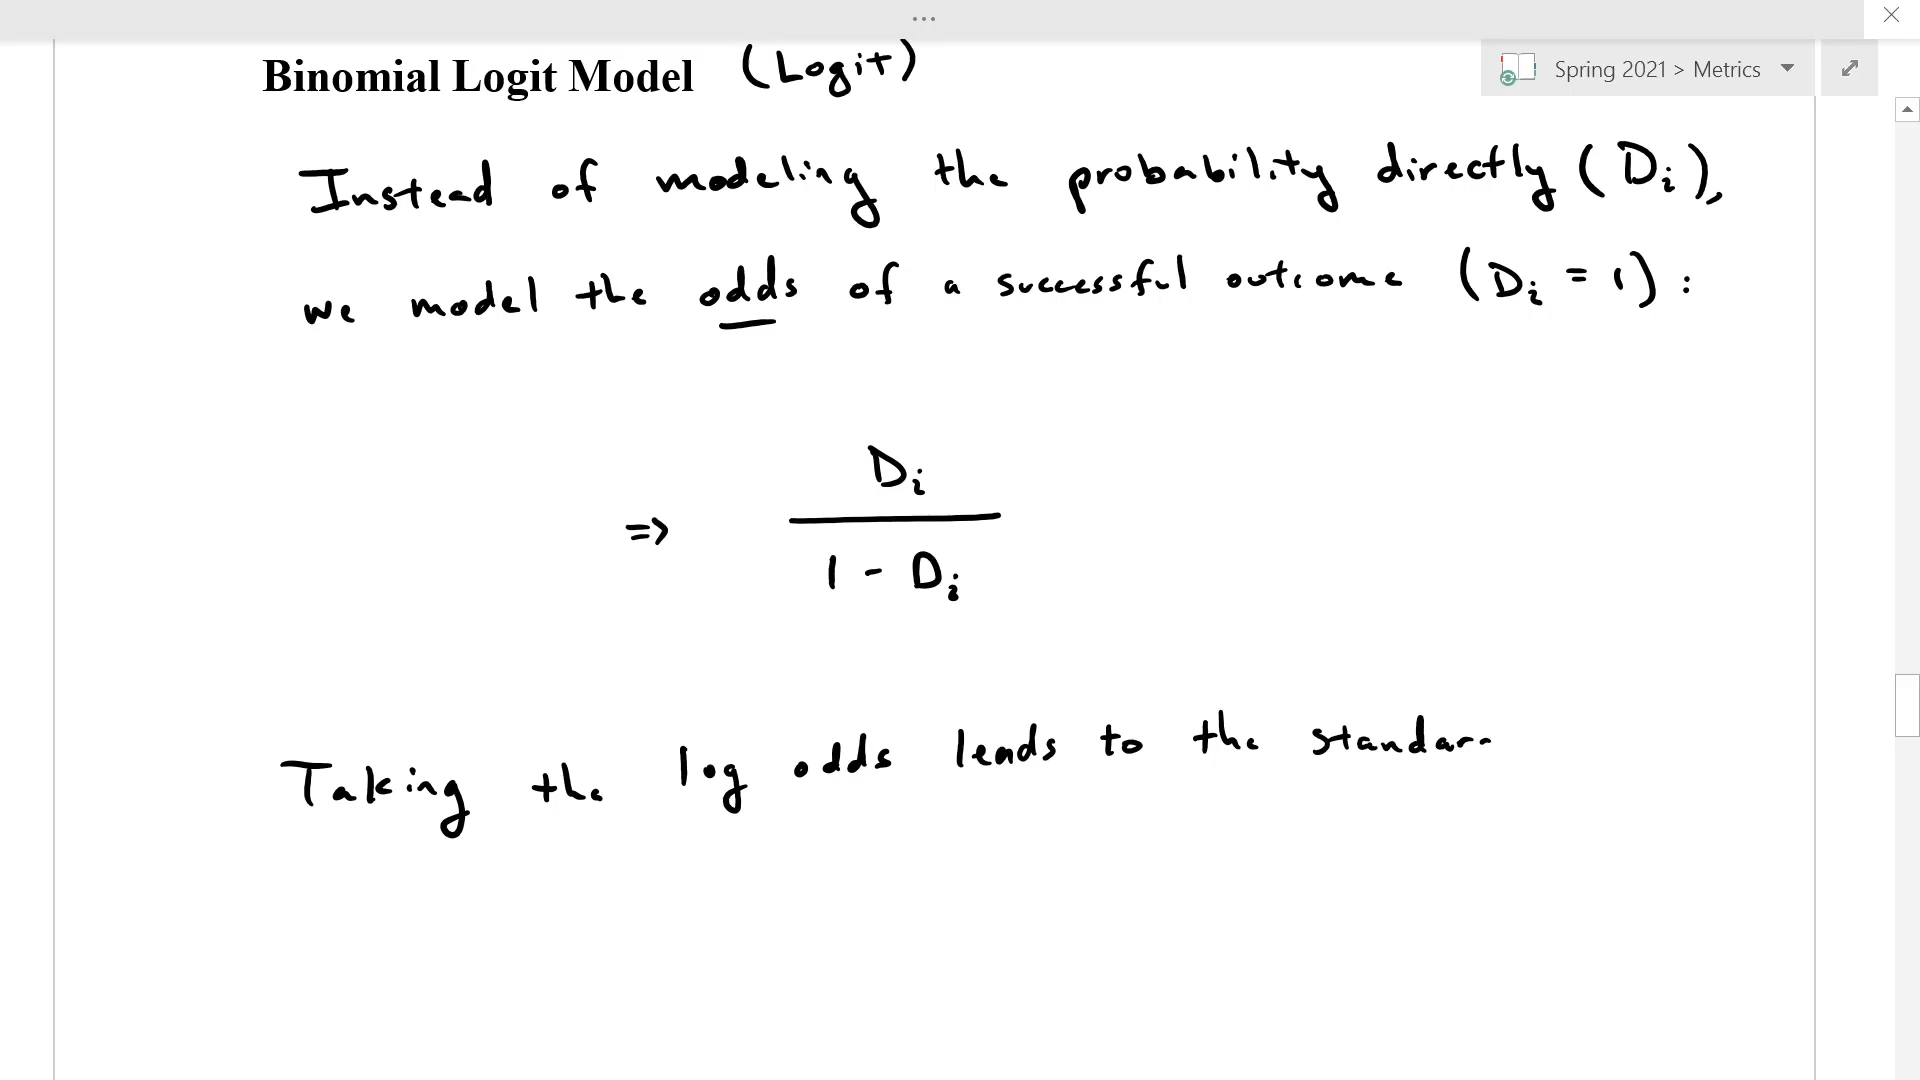 ...
Binomial Logit Model (Logit)
Spring 2021 > Metrics
Instead of modeling the probability directly (Dᵢ),
we model the odds of a successful outcome (Dᵢ = 1) :
=> Dᵢ
1 - Dᵢ
Taking the log odds leads to the standar